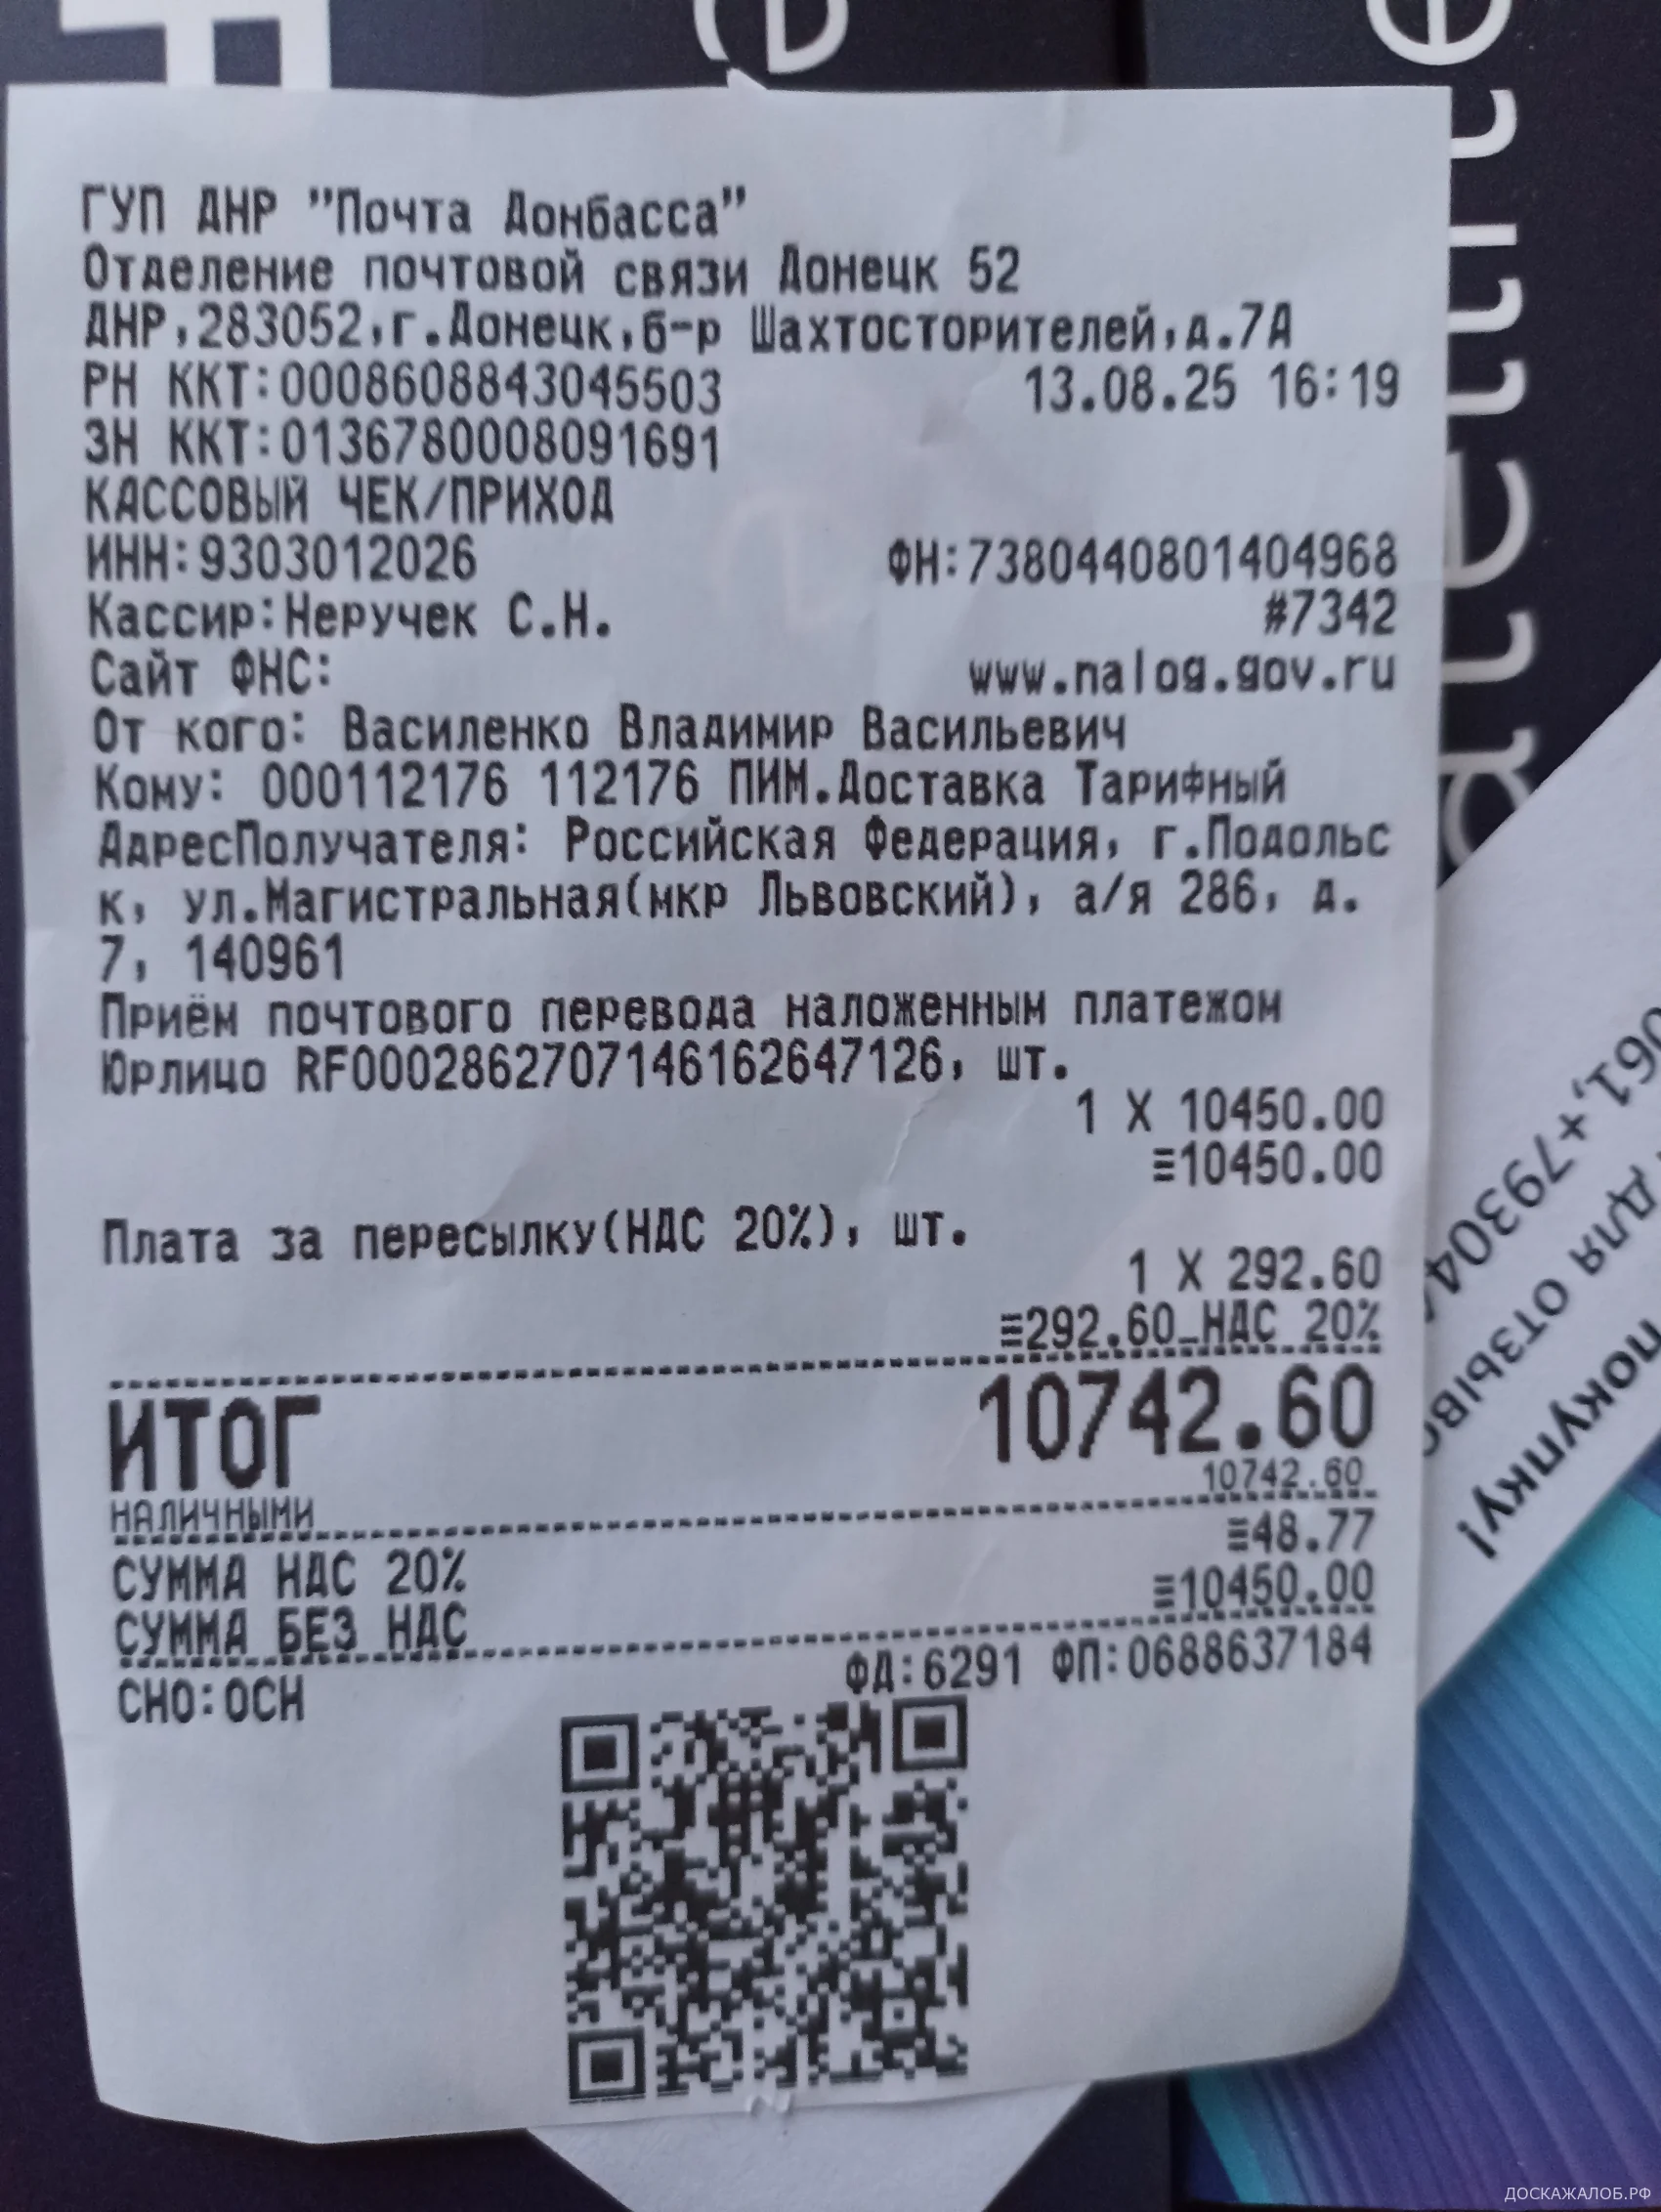 ГУП ДНР "Почта Донбасса"
Отделение почтовой связи Донецк 52
ДНР,283052,г.Донецк,б-р Шахтосторителей,д.7А
РН ККТ:0008608843045503 13.08.25 16:19
ЗН ККТ:0136780008091691
КАССОВЫЙ ЧЕК/ПРИХОД
ИНН:9303012026 ФН:7380440801404968
Кассир:Неручек С.Н. #7342
Сайт ФНС: www.nalog.gov.ru
От кого: Василенко Владимир Васильевич
Кому: 000112176 112176 ПИМ.Доставка Тарифный
АдресПолучателя: Российская Федерация, г.Подольс
к, ул.Магистральная(мкр Львовский), а/я 286, д.
7, 140961
Приём почтового перевода наложенным платежом
Юрлицо RF000286270714616264​7126, шт.
1 X 10450.00
≡10450.00
Плата за пересылку(НДС 20%), шт.
1 X 292.60
≡292.60_НДС 20%
ИТОГ 10742.60
НАЛИЧНЫМИ 10742.60
СУММА НДС 20% ≡48.77
СУММА БЕЗ НДС ≡10450.00
СНО:ОСН ФД:6291 ФП:0688637184
для
покупку!
ДОСКАЖАЛОБ.РФ